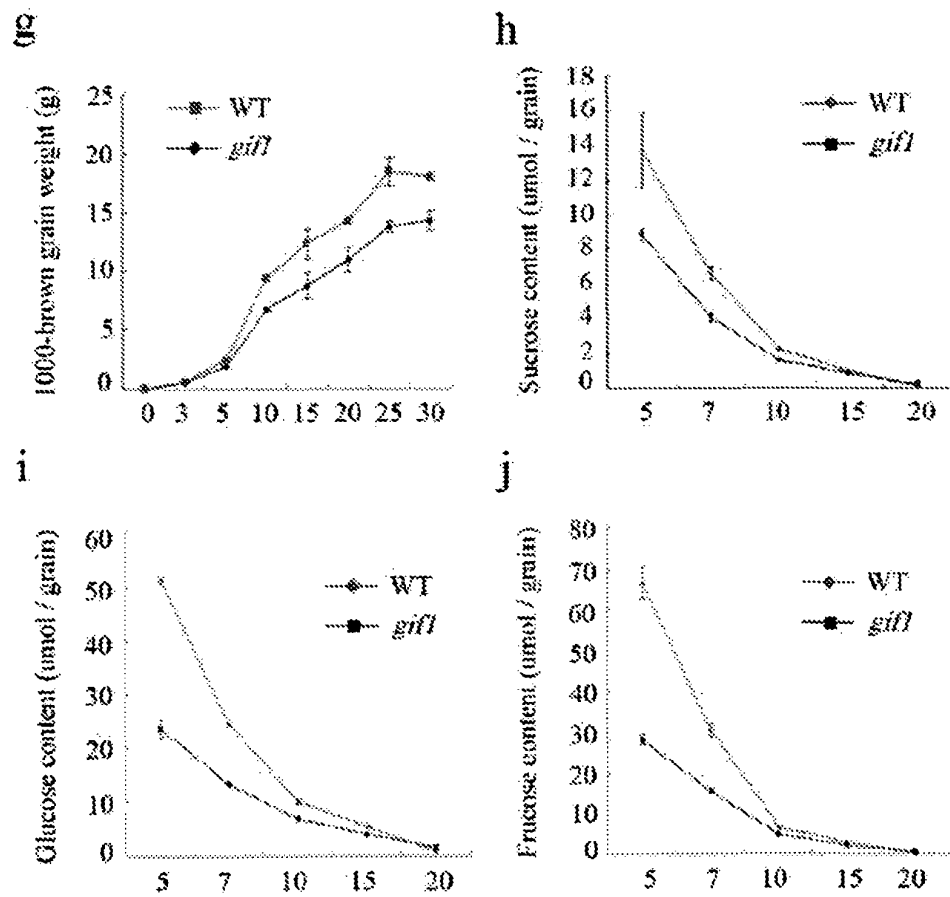 g
1000-brown grain weight (g)
25
20
15
10
5
0
WT
gif1
0 3 5 10 15 20 25 30
h
Sucrose content (umol / grain)
18
16
14
12
10
8
6
4
2
0
WT
gif1
5 7 10 15 20
i
Glucose content (umol / grain)
60
50
40
30
20
10
0
WT
gif1
5 7 10 15 20
j
Frucose content (umol / grain)
80
70
60
50
40
30
20
10
0
WT
gif1
5 7 10 15 20